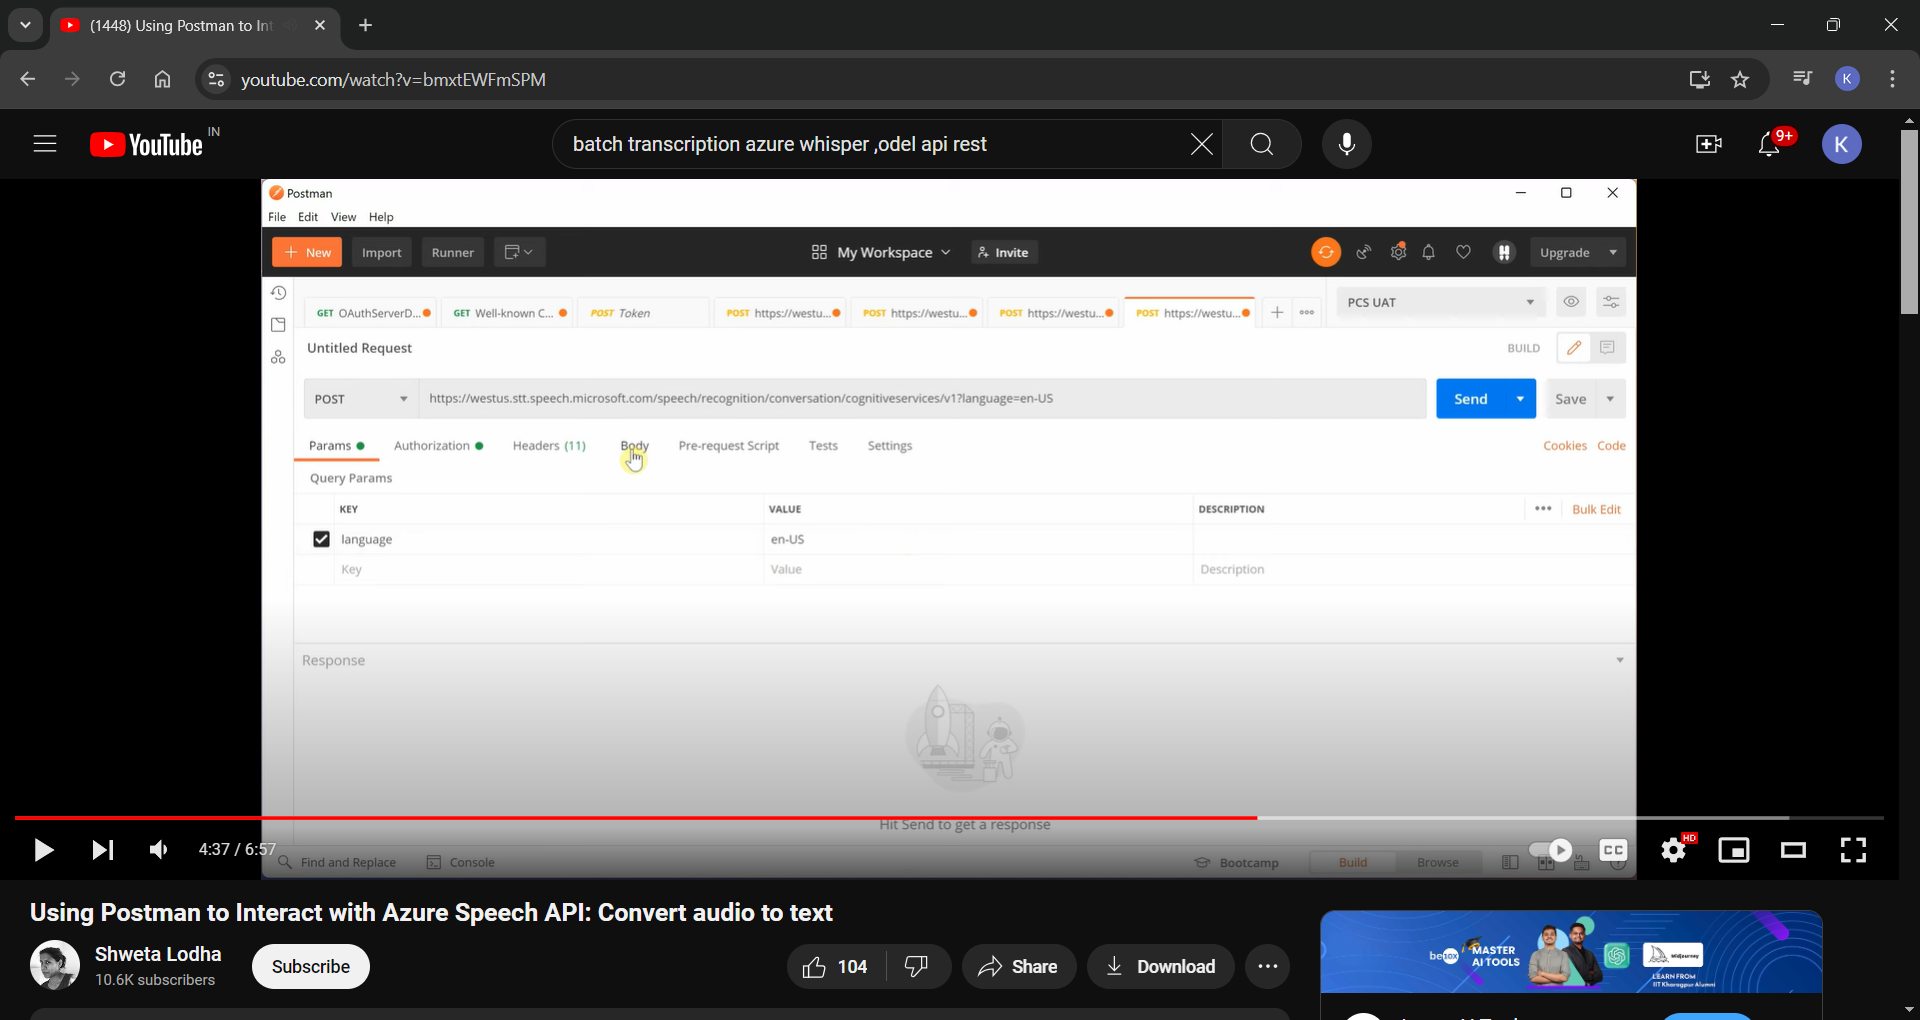 (1448) Using Postman to Int
youtube.com/watch?v=bmxtEWFmSPM
K
YouTube IN
batch transcription azure whisper ,odel api rest
9+
K
Postman
File Edit View Help
New Import Runner My Workspace Invite Upgrade
GET OAuthServerD... GET Well-known C... POST Token POST https://westu... POST https://westu... POST https://westu... POST https://westu... PCS UAT
Untitled Request BUILD
POST https://westus.stt.speech.microsoft.com/speech/recognition/conversation/cognitiveservices/v1?language=en-US Send Save
Params Authorization Headers (11) Body Pre-request Script Tests Settings Cookies Code
Query Params
KEY VALUE DESCRIPTION Bulk Edit
language en-US
Key Value Description
Response
Hit Send to get a response
4:37 / 6:57 CC HD
Find and Replace Console Bootcamp Build Browse
Using Postman to Interact with Azure Speech API: Convert audio to text
Shweta Lodha
10.6K subscribers
Subscribe 104 Share Download
be10x MASTER
AI TOOLS
Midjourney
LEARN FROM
IIT Kharagpur Alumni